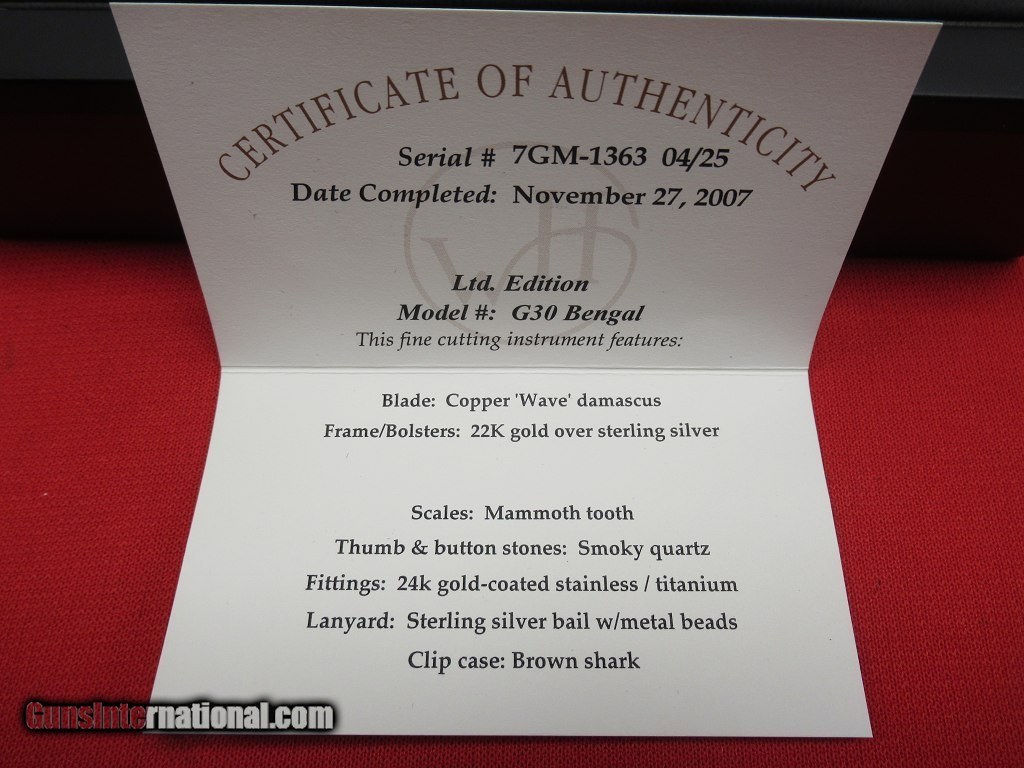 CERTIFICATE OF AUTHENTICITY
Serial # 7GM-1363 04/25
Date Completed: November 27, 2007
WH
Ltd. Edition
Model #: G30 Bengal
This fine cutting instrument features:
Blade: Copper 'Wave' damascus
Frame/Bolsters: 22K gold over sterling silver
Scales: Mammoth tooth
Thumb & button stones: Smoky quartz
Fittings: 24k gold-coated stainless / titanium
Lanyard: Sterling silver bail w/metal beads
Clip case: Brown shark
GunsInternational.com